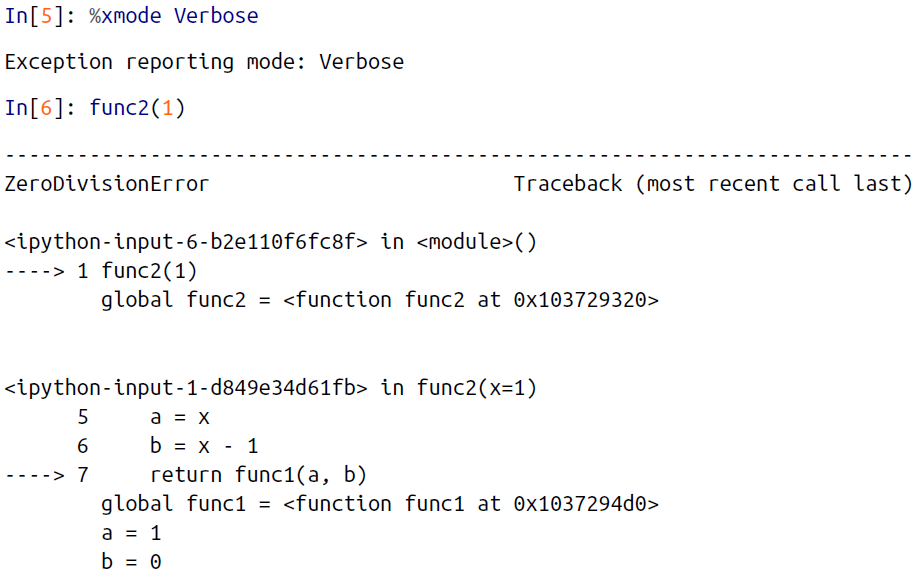 In[5]: %xmode Verbose
Exception reporting mode: Verbose
In[6]: func2(1)
---------------------------------------------------------------------------
ZeroDivisionError                         Traceback (most recent call last)
<ipython-input-6-b2e110f6fc8f> in <module>()
----> 1 func2(1)
        global func2 = <function func2 at 0x103729320>
<ipython-input-1-d849e34d61fb> in func2(x=1)
      5     a = x
      6     b = x - 1
----> 7     return func1(a, b)
        global func1 = <function func1 at 0x1037294d0>
        a = 1
        b = 0